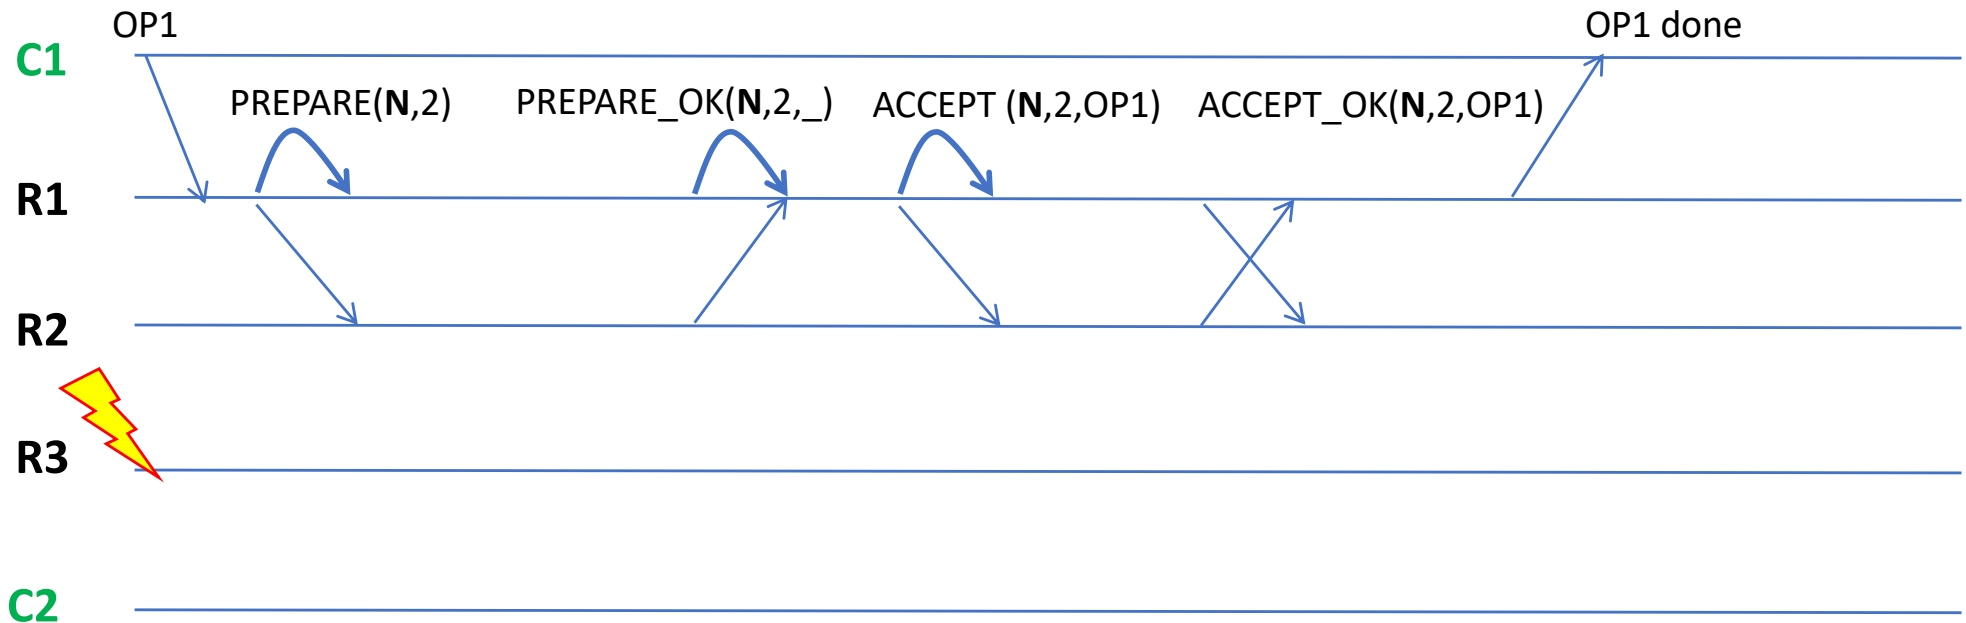 OP1
OP1 done
C1
PREPARE(N,2)
PREPARE_OK(N,2,_)
ACCEPT (N,2,OP1)
ACCEPT_OK(N,2,OP1)
R1
R2
R3
C2